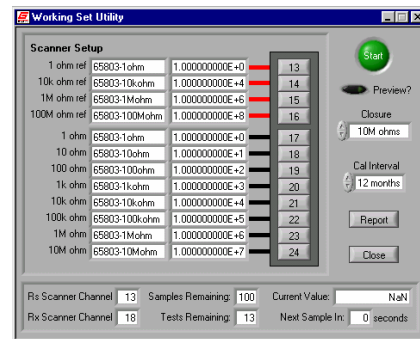 Working Set Utility
Scanner Setup
1 ohm ref 65803-1ohm 1.000000000E+0 13
10k ohm ref 65803-10kohm 1.000000000E+4 14
1M ohm ref 65803-1Mohm 1.000000000E+6 15
100M ohm ref 65803-100Mohm 1.000000000E+8 16
1 ohm 65803-1ohm 1.000000000E+0 17
10 ohm 65803-10ohm 1.000000000E+1 18
100 ohm 65803-100ohm 1.000000000E+2 19
1k ohm 65803-1kohm 1.000000000E+3 20
10k ohm 65803-10kohm 1.000000000E+4 21
100k ohm 65803-100kohm 1.000000000E+5 22
1M ohm 65803-1Mohm 1.000000000E+6 23
10M ohm 65803-10Mohm 1.000000000E+7 24
Start
Preview?
Closure
10M ohms
Cal Interval
12 months
Report
Close
Rs Scanner Channel 13 Samples Remaining: 100 Current Value: NaN
Rx Scanner Channel 18 Tests Remaining: 13 Next Sample In: 0 seconds